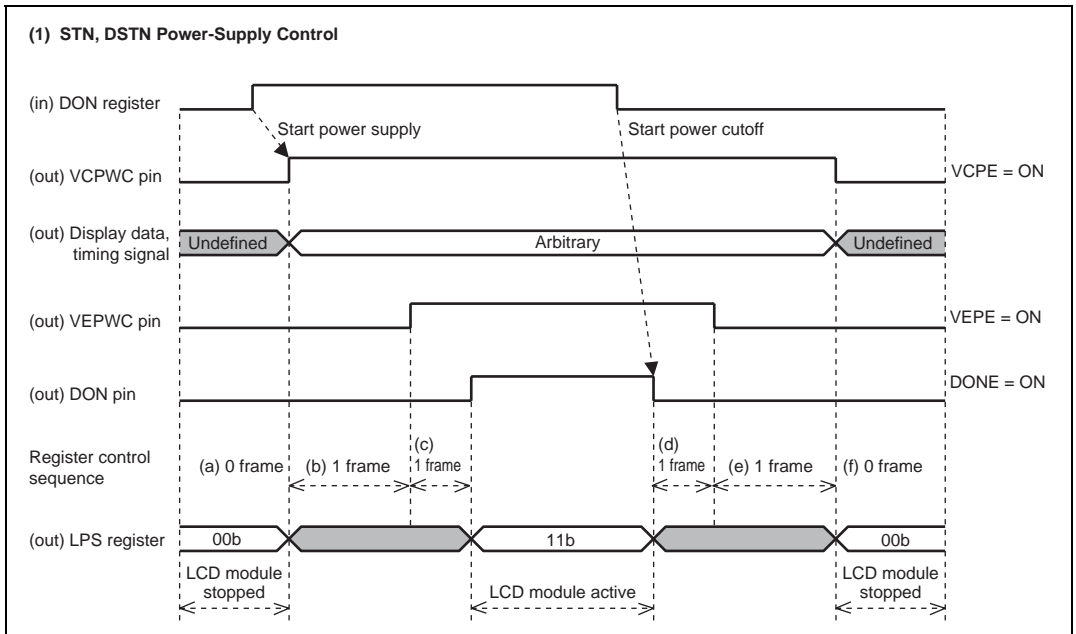 (1) STN, DSTN Power-Supply Control
(in) DON register
Start power supply
Start power cutoff
(out) VCPWC pin
VCPE = ON
(out) Display data,
timing signal
Undefined
Arbitrary
Undefined
(out) VEPWC pin
VEPE = ON
(out) DON pin
DONE = ON
Register control
sequence
(a) 0 frame
(b) 1 frame
(c)
1 frame
(d)
1 frame
(e) 1 frame
(f) 0 frame
(out) LPS register
00b
11b
00b
LCD module
stopped
LCD module active
LCD module
stopped